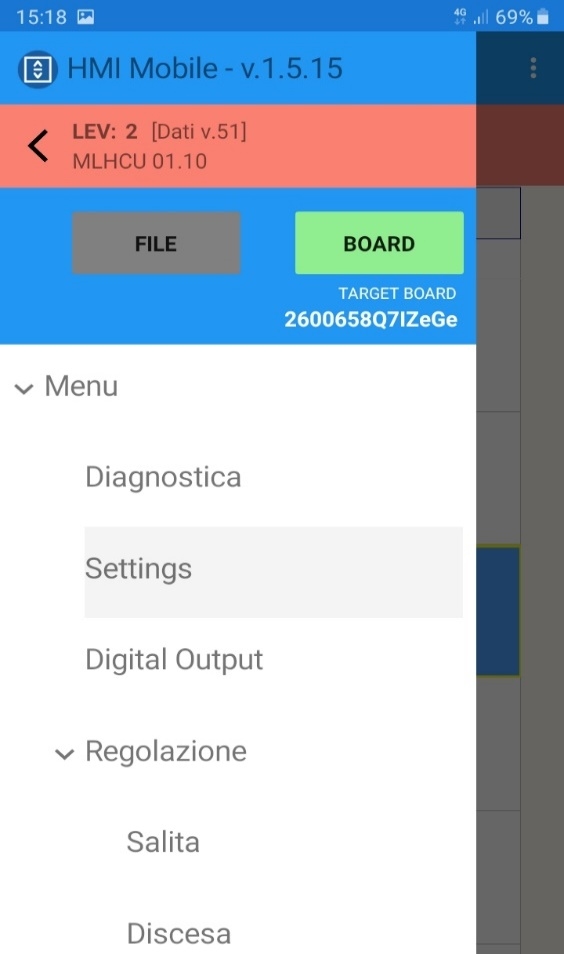 15:18 4G 69%
HMI Mobile - v.1.5.15
LEV: 2 [Dati v.51]
MLHCU 01.10
FILE BOARD
TARGET BOARD
2600658Q7IZeGe
Menu
Diagnostica
Settings
Digital Output
Regolazione
Salita
Discesa